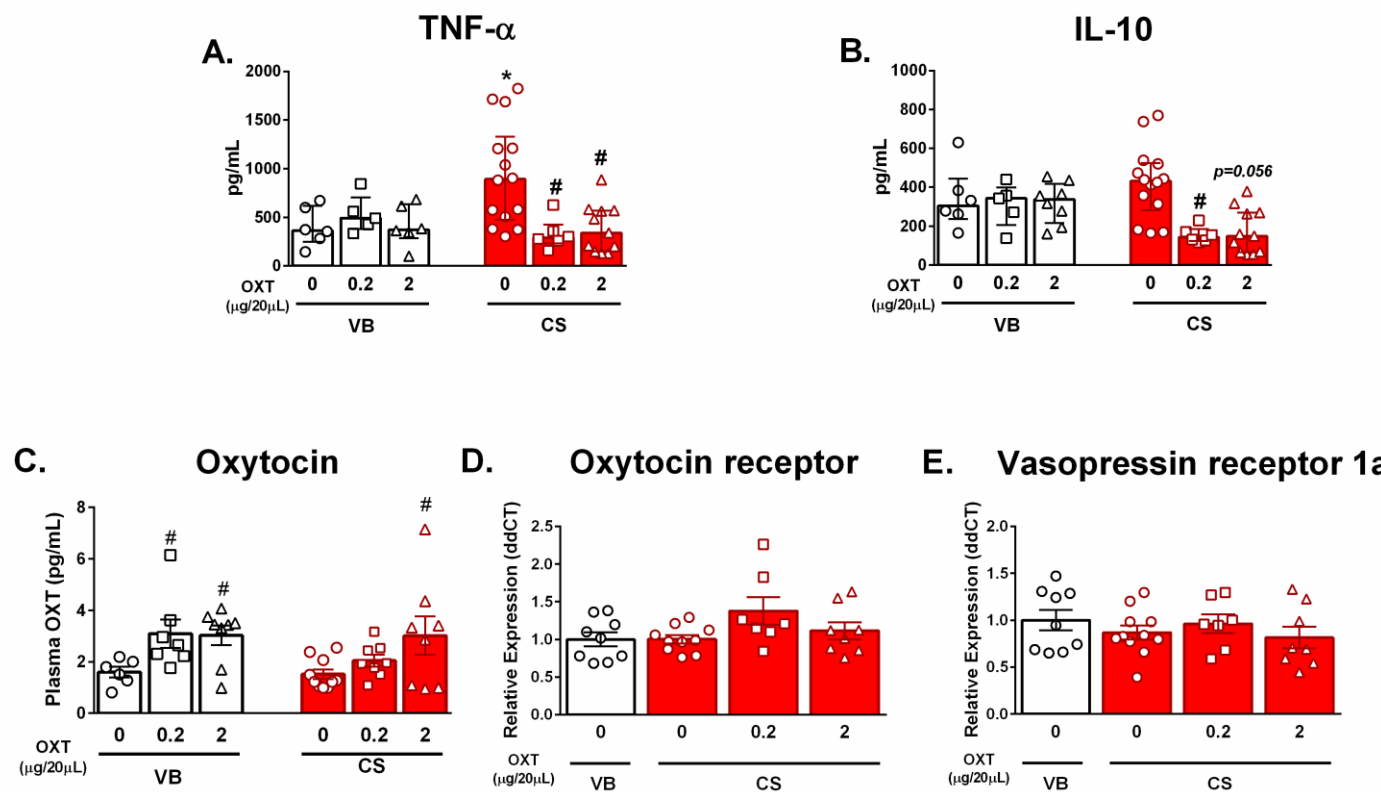 TNF-α
A.
2000
*
1500
#
pg/mL
1000
#
500
0
OXT
0
0.2
2
0
0.2
2
(µg/20µL)
VB
CS
IL-10
B.
1000
800
pg/mL
600
p=0.056
400
#
200
0
OXT
0
0.2
2
0
0.2
2
(µg/20µL)
VB
CS
C.
Oxytocin
8
#
#
6
Plasma OXT (pg/mL)
#
4
2
0
0
0.2
2
0
0.2
2
OXT
(µg/20µL)
VB
CS
D.
Oxytocin receptor
2.5
2.0
Relative Expression (ddCT)
1.5
1.0
0.5
0.0
0
0
0.2
2
OXT
(µg/20µL)
VB
CS
E.
Vasopressin receptor 1a
2.0
Relative Expression (ddCT)
1.5
1.0
0.5
0.0
0
0
0.2
2
OXT
(µg/20µL)
VB
CS